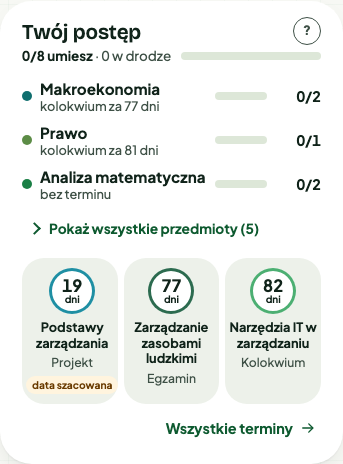 Twój postęp
?
0/8 umiesz · 0 w drodze
Makroekonomia
kolokwium za 77 dni
0/2
Prawo
kolokwium za 81 dni
0/1
Analiza matematyczna
bez terminu
0/2
Pokaż wszystkie przedmioty (5)
19
dni
Podstawy
zarządzania
Projekt
data szacowana
77
dni
Zarządzanie
zasobami
ludzkimi
Egzamin
82
dni
Narzędzia IT w
zarządzaniu
Kolokwium
Wszystkie terminy →